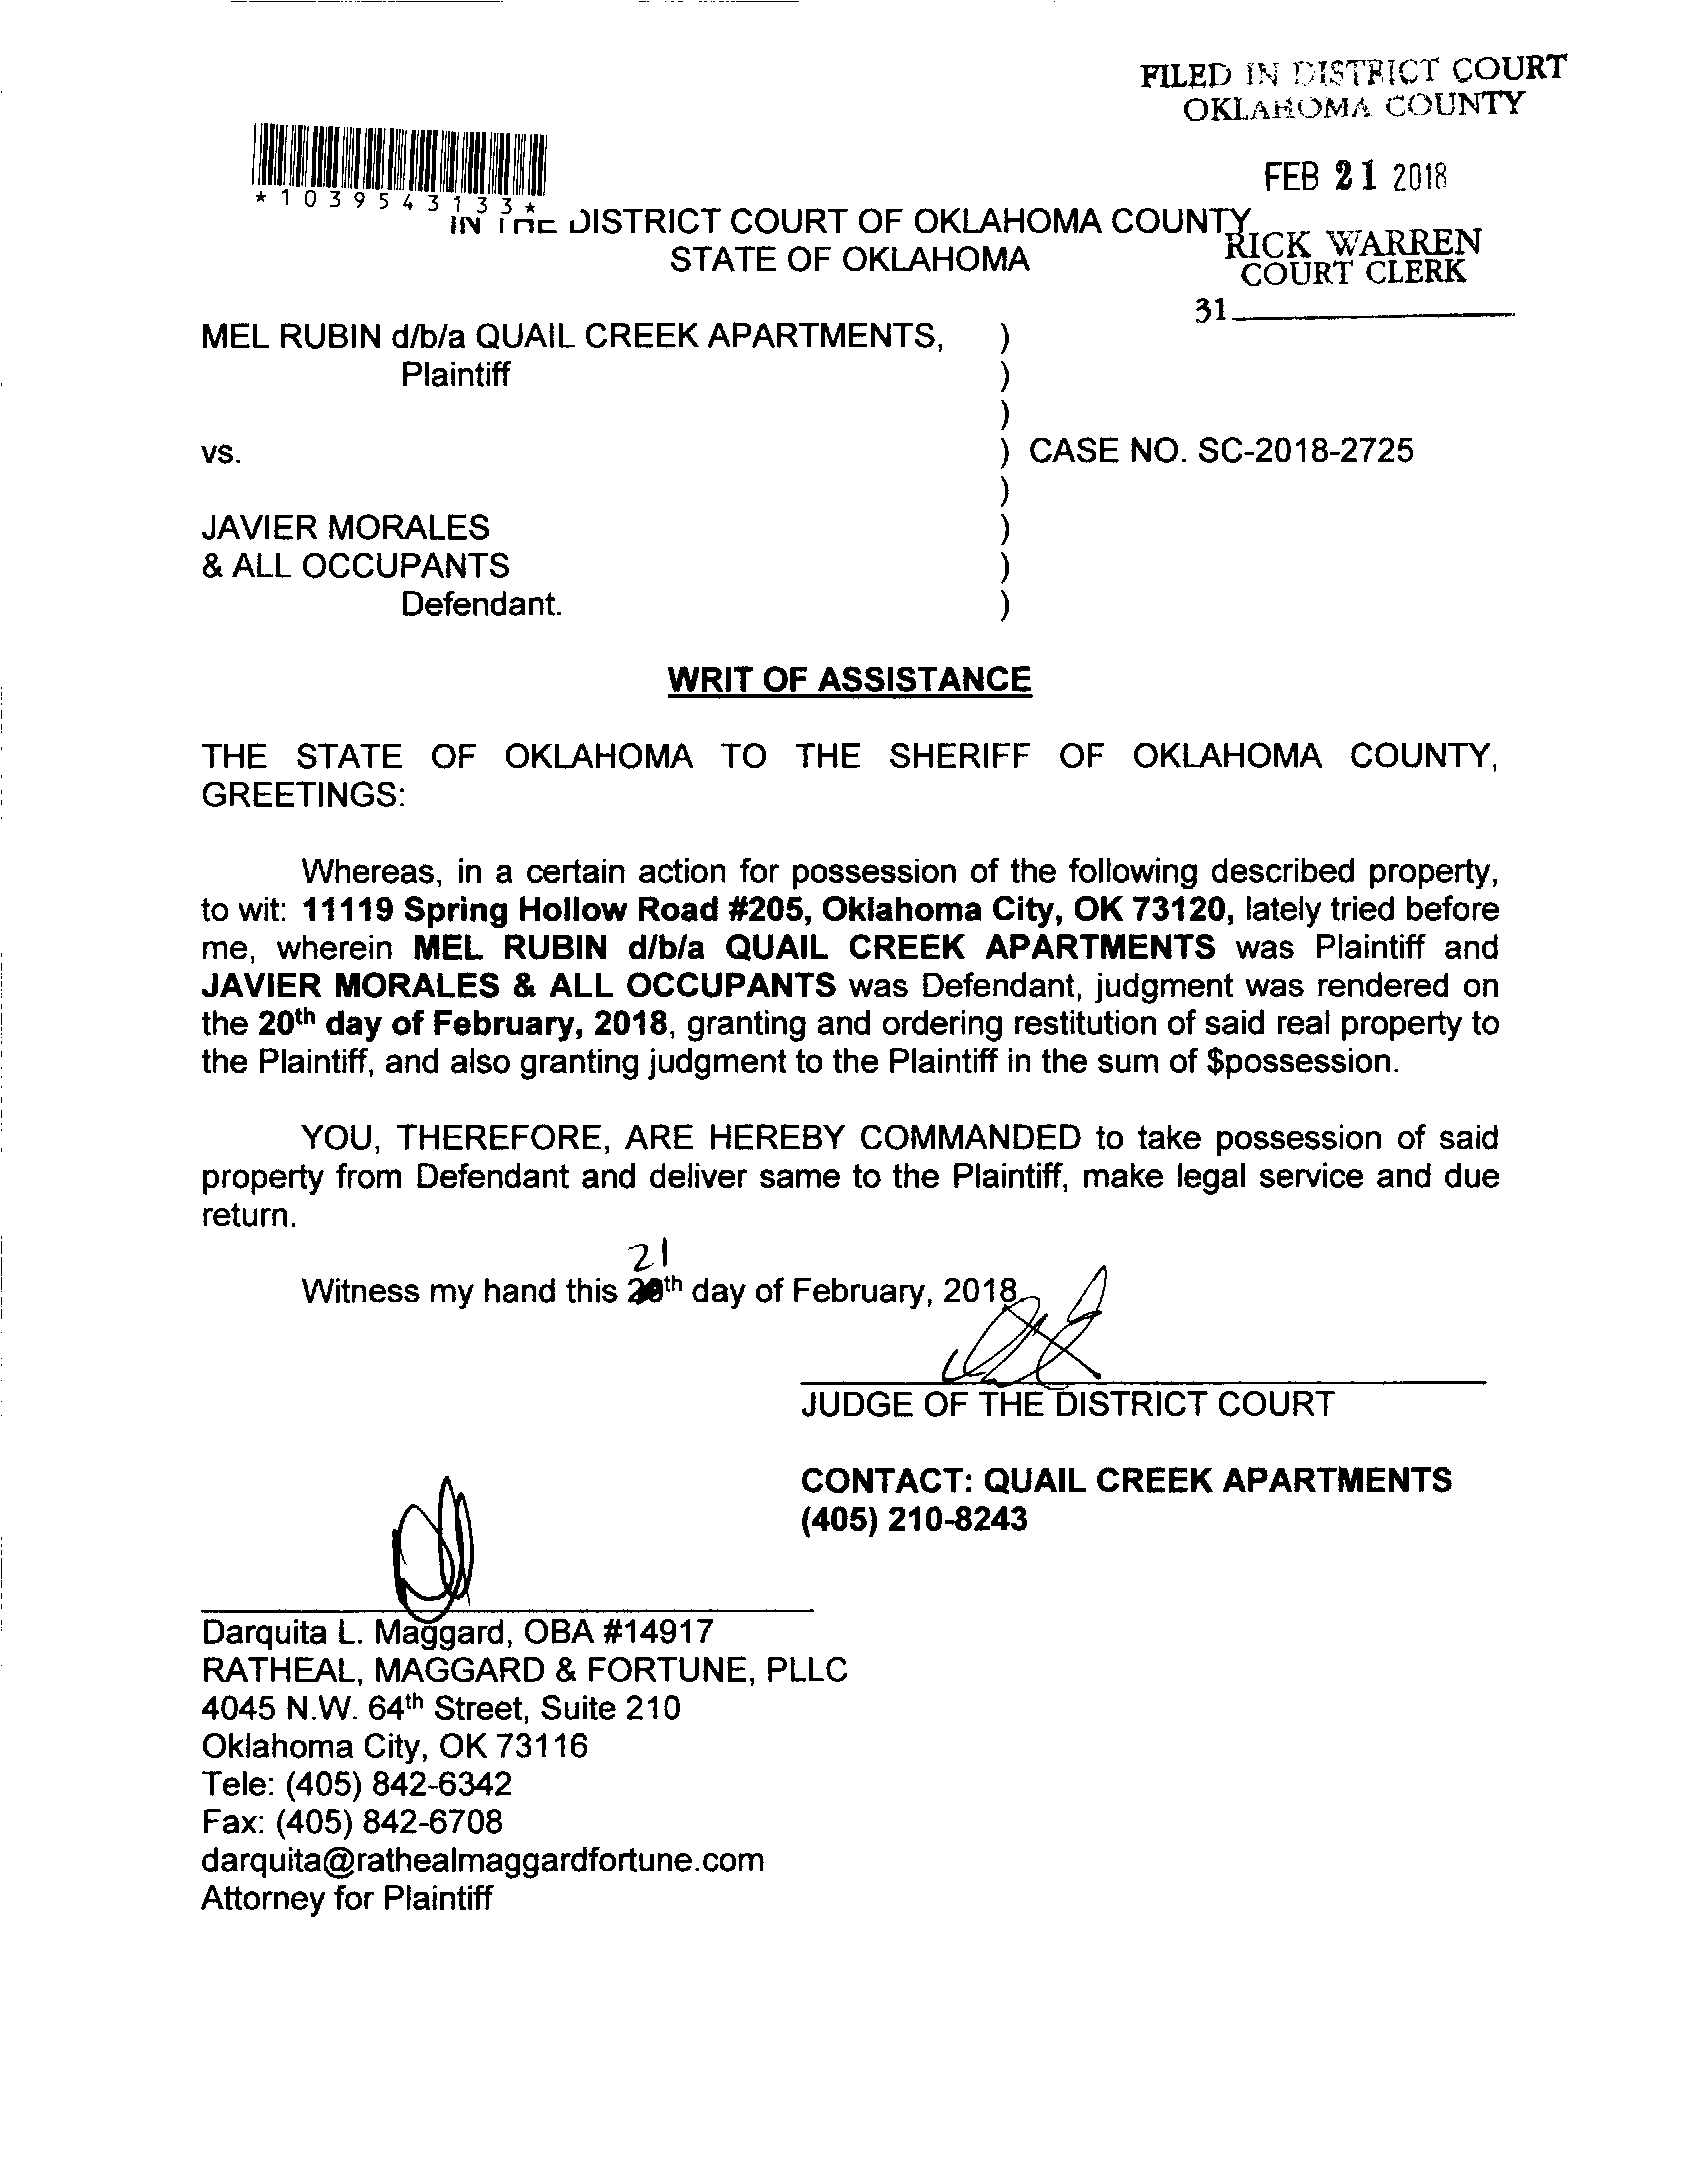 FILED IN DISTRICT COURT
OKLAHOMA COUNTY
FEB 21 2018
*1039543133*
IN THE DISTRICT COURT OF OKLAHOMA COUNTY
RICK WARREN
STATE OF OKLAHOMA
COURT CLERK
31
MEL RUBIN d/b/a QUAIL CREEK APARTMENTS, )
Plaintiff )
)
vs. ) CASE NO. SC-2018-2725
)
JAVIER MORALES )
& ALL OCCUPANTS )
Defendant. )
WRIT OF ASSISTANCE
THE STATE OF OKLAHOMA TO THE SHERIFF OF OKLAHOMA COUNTY,
GREETINGS:
Whereas, in a certain action for possession of the following described property,
to wit: 11119 Spring Hollow Road #205, Oklahoma City, OK 73120, lately tried before
me, wherein MEL RUBIN d/b/a QUAIL CREEK APARTMENTS was Plaintiff and
JAVIER MORALES & ALL OCCUPANTS was Defendant, judgment was rendered on
the 20th day of February, 2018, granting and ordering restitution of said real property to
the Plaintiff, and also granting judgment to the Plaintiff in the sum of $possession.
YOU, THEREFORE, ARE HEREBY COMMANDED to take possession of said
property from Defendant and deliver same to the Plaintiff, make legal service and due
return.
21
Witness my hand this 20th day of February, 2018
JUDGE OF THE DISTRICT COURT
CONTACT: QUAIL CREEK APARTMENTS
(405) 210-8243
Darquita L. Maggard, OBA #14917
RATHEAL, MAGGARD & FORTUNE, PLLC
4045 N.W. 64th Street, Suite 210
Oklahoma City, OK 73116
Tele: (405) 842-6342
Fax: (405) 842-6708
darquita@rathealmaggardfortune.com
Attorney for Plaintiff